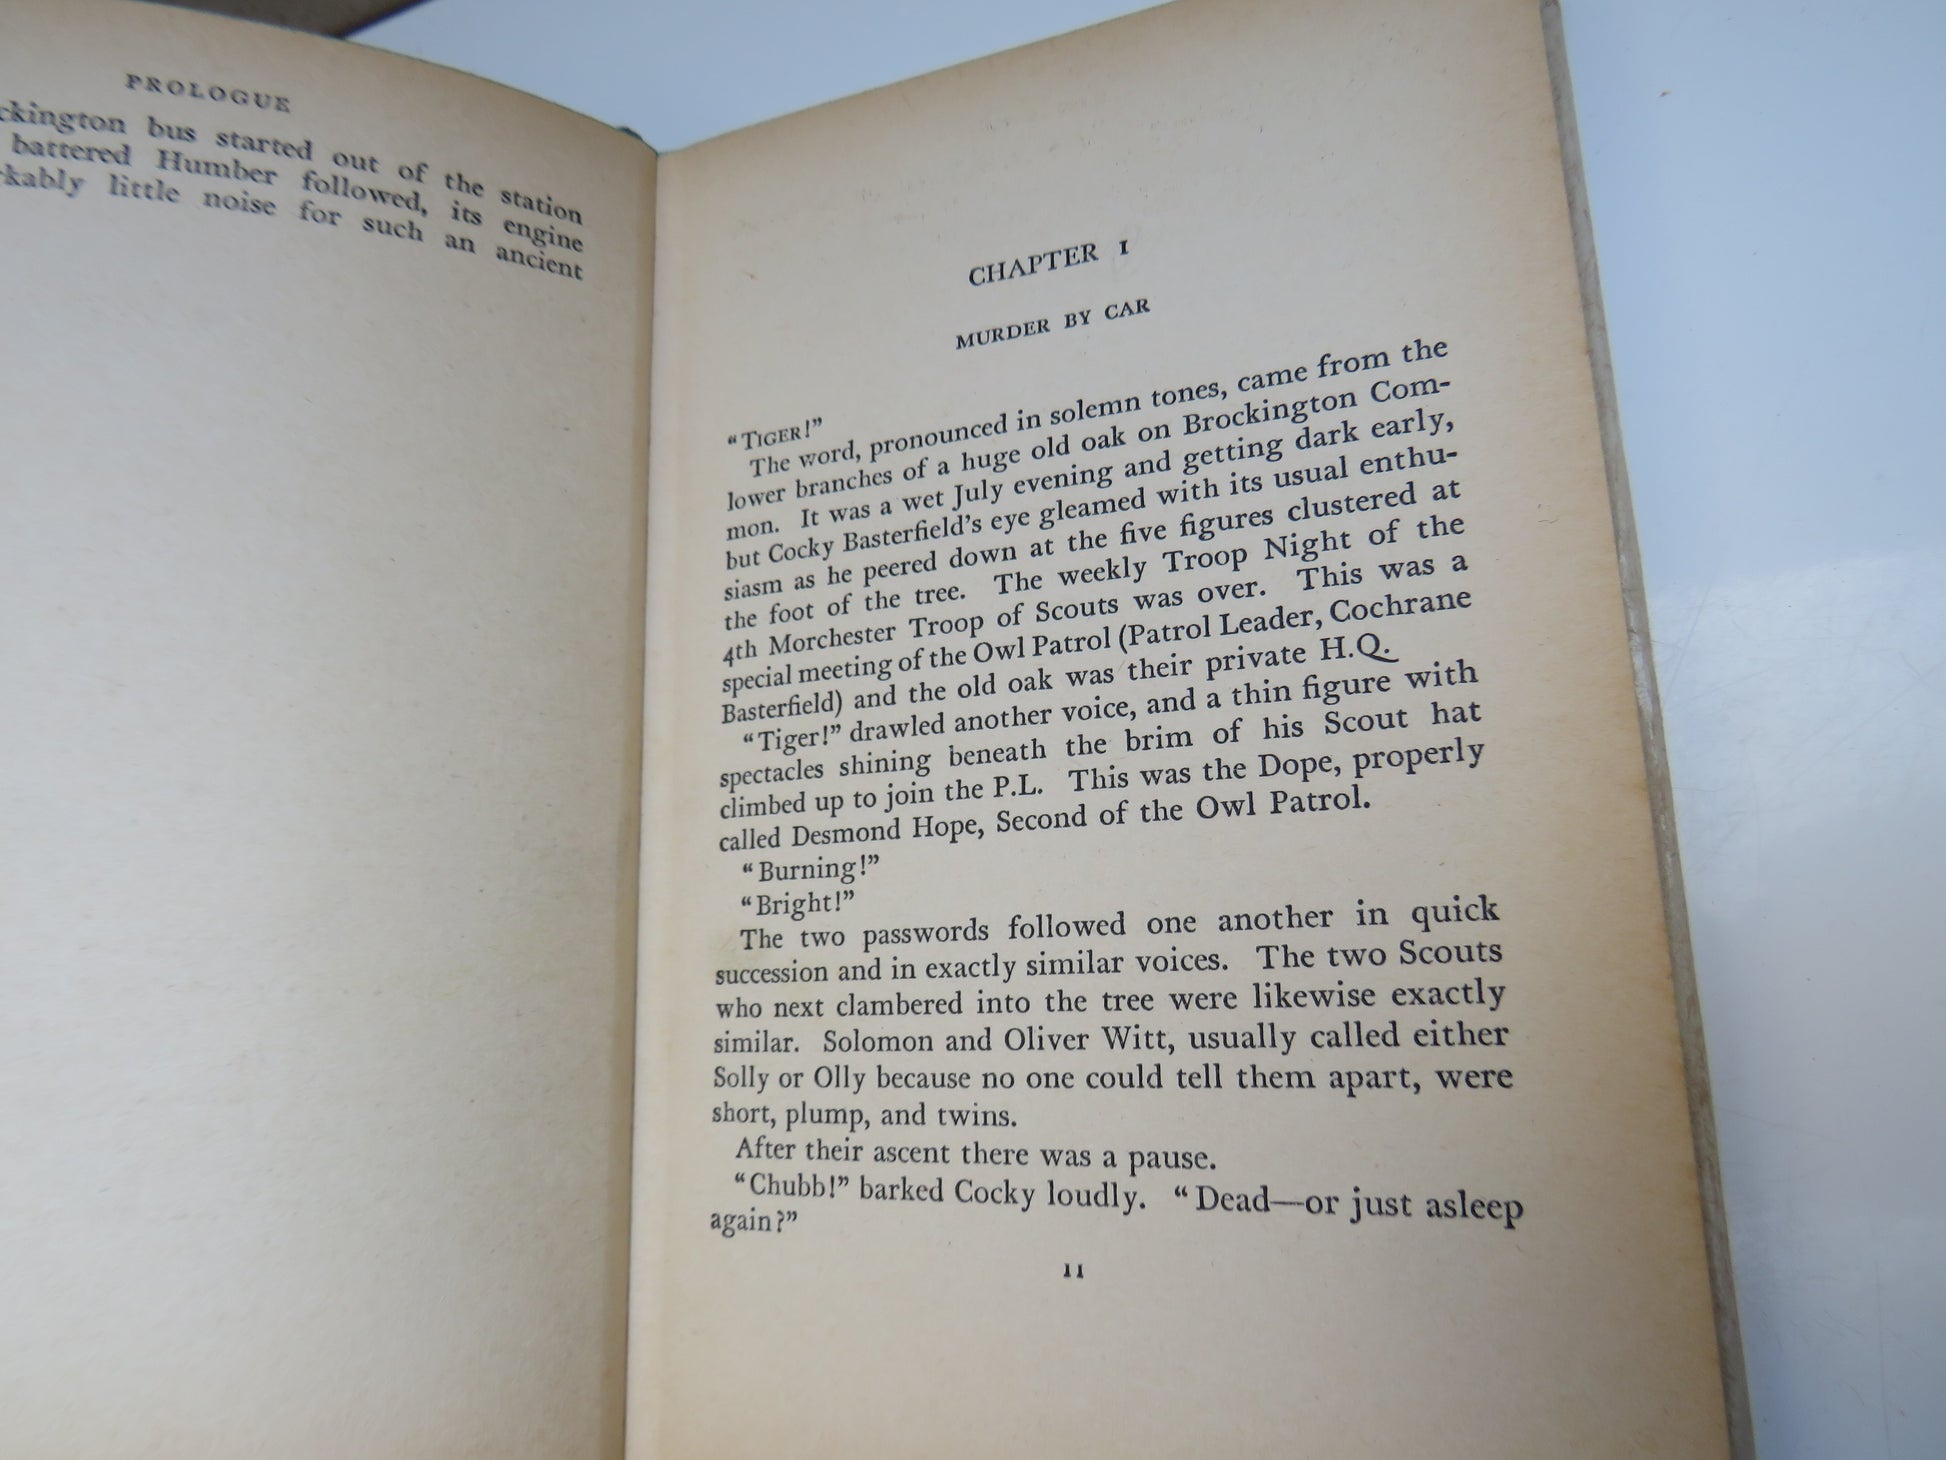 PROLOGUE
ckington bus started out of the station
battered Humber followed, its engine
kably little noise for such an ancient
CHAPTER 1
MURDER BY CAR
“TIGER!”
The word, pronounced in solemn tones, came from the
lower branches of a huge old oak on Brockington Com-
mon. It was a wet July evening and getting dark early,
but Cocky Basterfield’s eye gleamed with its usual enthu-
siasm as he peered down at the five figures clustered at
the foot of the tree. The weekly Troop Night of the
4th Morchester Troop of Scouts was over. This was a
special meeting of the Owl Patrol (Patrol Leader, Cochrane
Basterfield) and the old oak was their private H.Q.
“Tiger!” drawled another voice, and a thin figure with
spectacles shining beneath the brim of his Scout hat
climbed up to join the P.L. This was the Dope, properly
called Desmond Hope, Second of the Owl Patrol.
“Burning!”
“Bright!”
The two passwords followed one another in quick
succession and in exactly similar voices. The two Scouts
who next clambered into the tree were likewise exactly
similar. Solomon and Oliver Witt, usually called either
Solly or Olly because no one could tell them apart, were
short, plump, and twins.
After their ascent there was a pause.
“Chubb!” barked Cocky loudly. “Dead—or just asleep
again?”
11